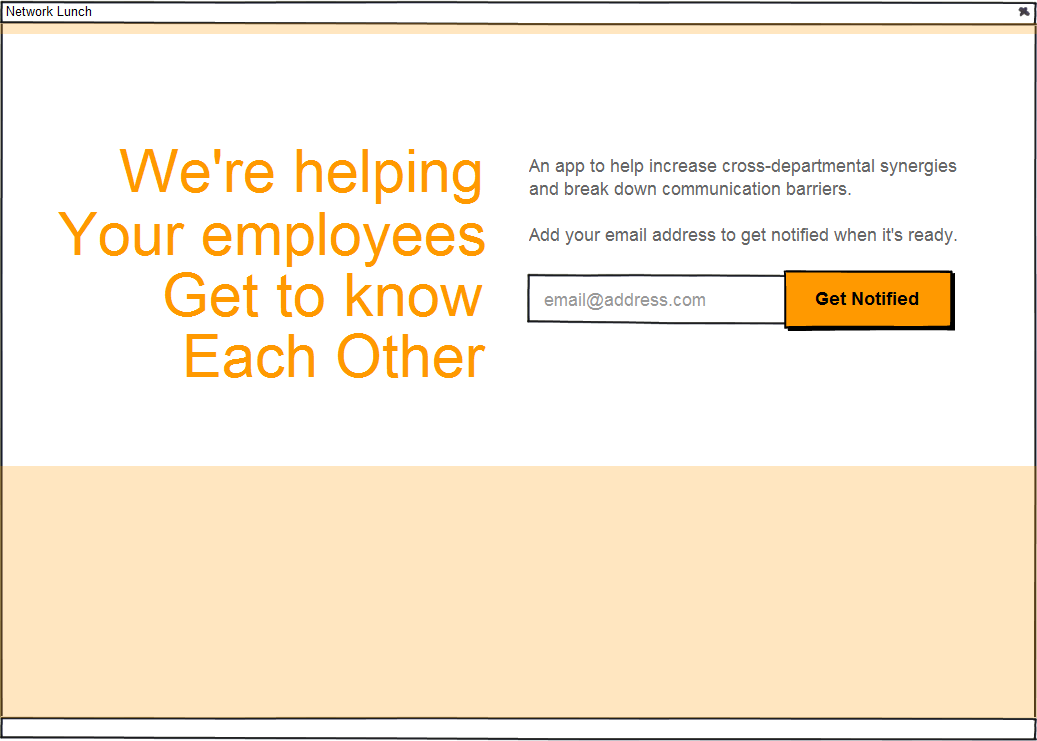 Network Lunch
We're helping
Your employees
Get to know
Each Other
An app to help increase cross-departmental synergies
and break down communication barriers.
Add your email address to get notified when it's ready.
email@address.com
Get Notified